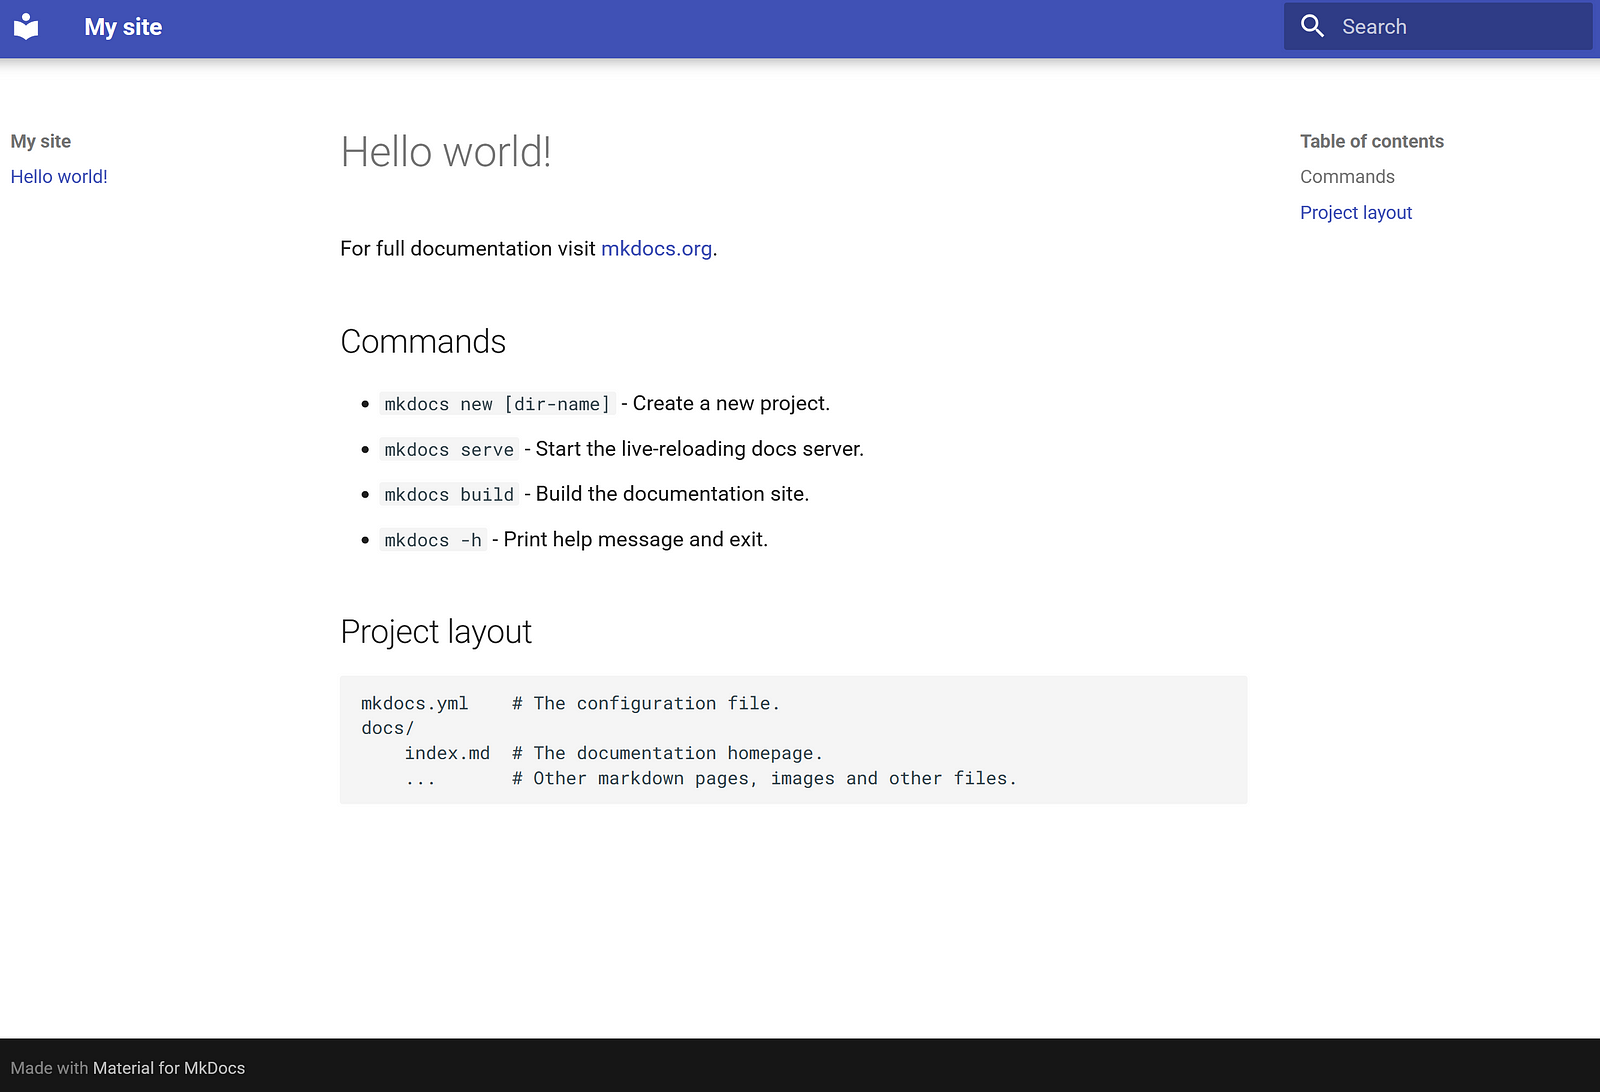 My site
Search
My site
Hello world!
Hello world!
For full documentation visit mkdocs.org.
Commands
mkdocs new [dir-name] - Create a new project.
mkdocs serve - Start the live-reloading docs server.
mkdocs build - Build the documentation site.
mkdocs -h - Print help message and exit.
Project layout
mkdocs.yml    # The configuration file.
docs/
    index.md  # The documentation homepage.
    ...       # Other markdown pages, images and other files.
Table of contents
Commands
Project layout
Made with Material for MkDocs